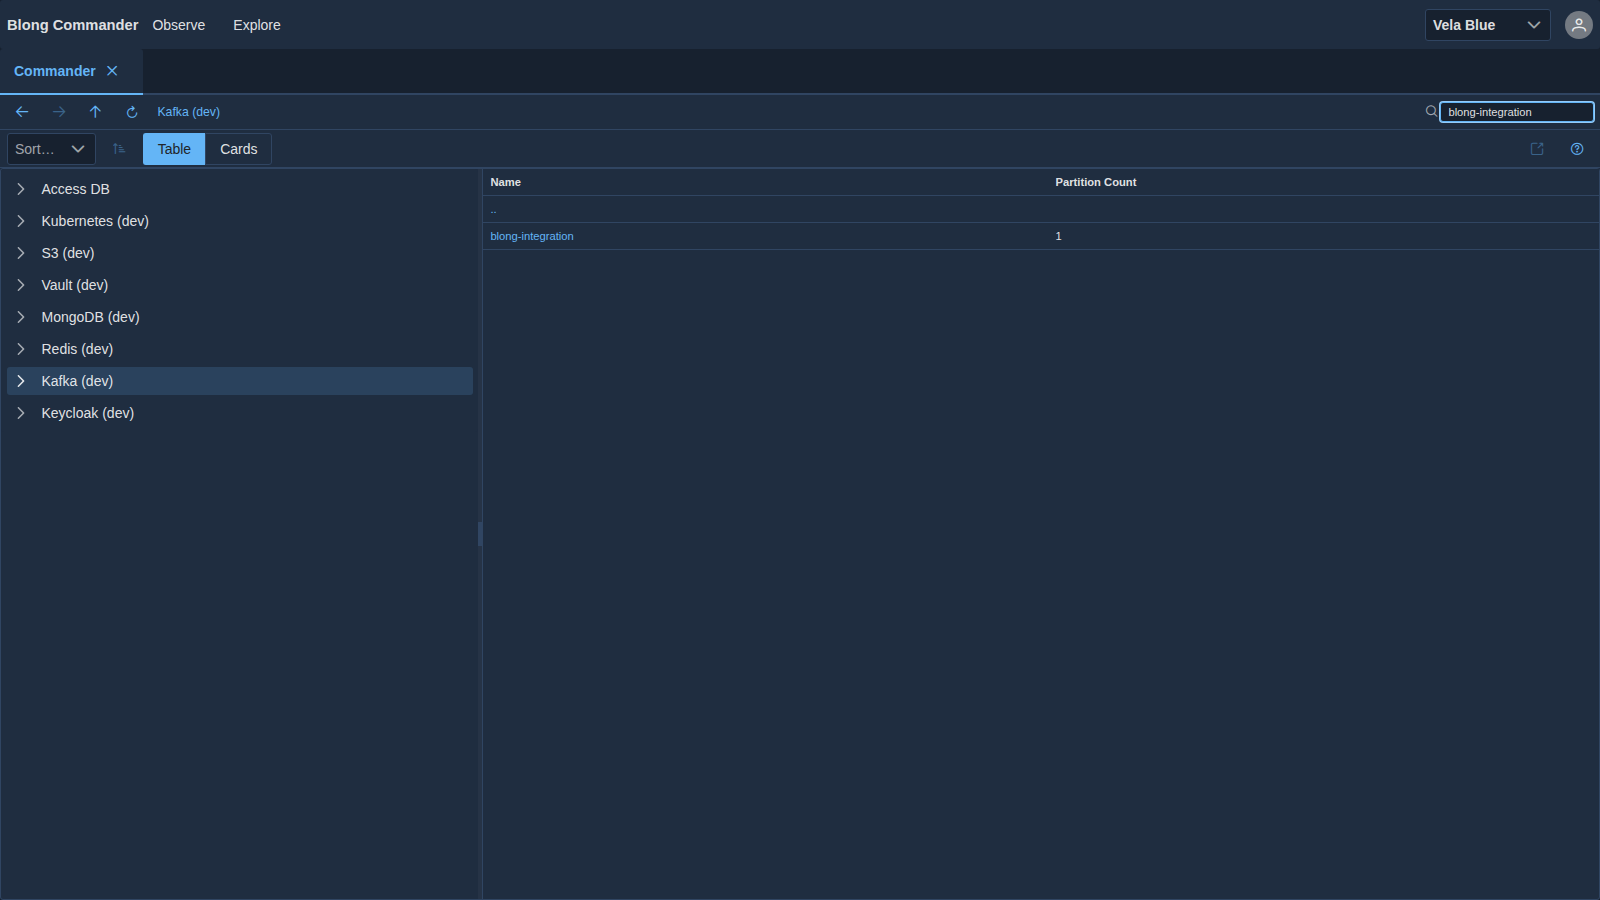 Blong Commander Observe Explore Vela Blue
Commander
Kafka (dev) blong-integration
Sort... Table Cards
Access DB
Kubernetes (dev)
S3 (dev)
Vault (dev)
MongoDB (dev)
Redis (dev)
Kafka (dev)
Keycloak (dev)
Name Partition Count
..
blong-integration 1